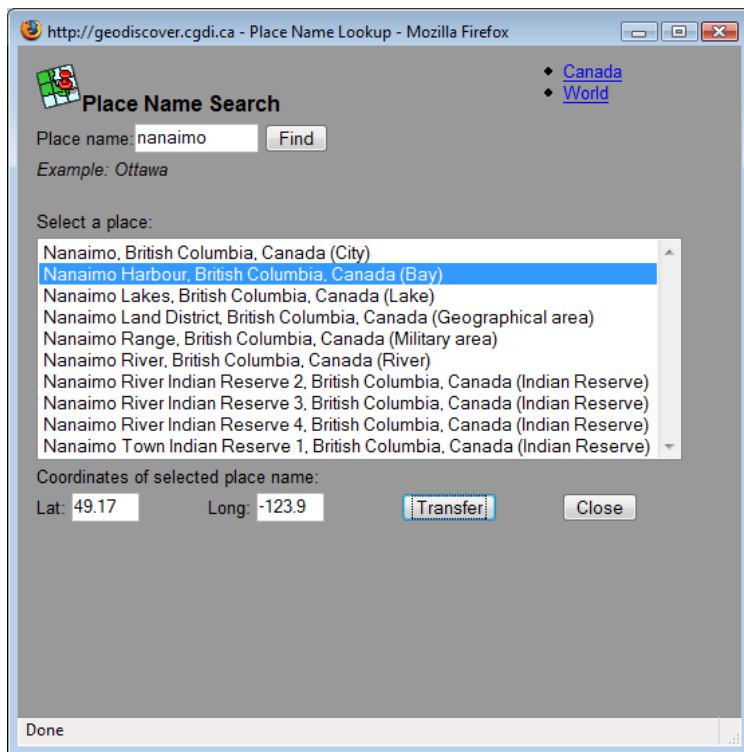 http://geodiscover.cgdi.ca - Place Name Lookup - Mozilla Firefox
Canada
World
Place Name Search
Place name: nanaimo Find
Example: Ottawa
Select a place:
Nanaimo, British Columbia, Canada (City)
Nanaimo Harbour, British Columbia, Canada (Bay)
Nanaimo Lakes, British Columbia, Canada (Lake)
Nanaimo Land District, British Columbia, Canada (Geographical area)
Nanaimo Range, British Columbia, Canada (Military area)
Nanaimo River, British Columbia, Canada (River)
Nanaimo River Indian Reserve 2, British Columbia, Canada (Indian Reserve)
Nanaimo River Indian Reserve 3, British Columbia, Canada (Indian Reserve)
Nanaimo River Indian Reserve 4, British Columbia, Canada (Indian Reserve)
Nanaimo Town Indian Reserve 1, British Columbia, Canada (Indian Reserve)
Coordinates of selected place name:
Lat: 49.17 Long: -123.9 Transfer Close
Done